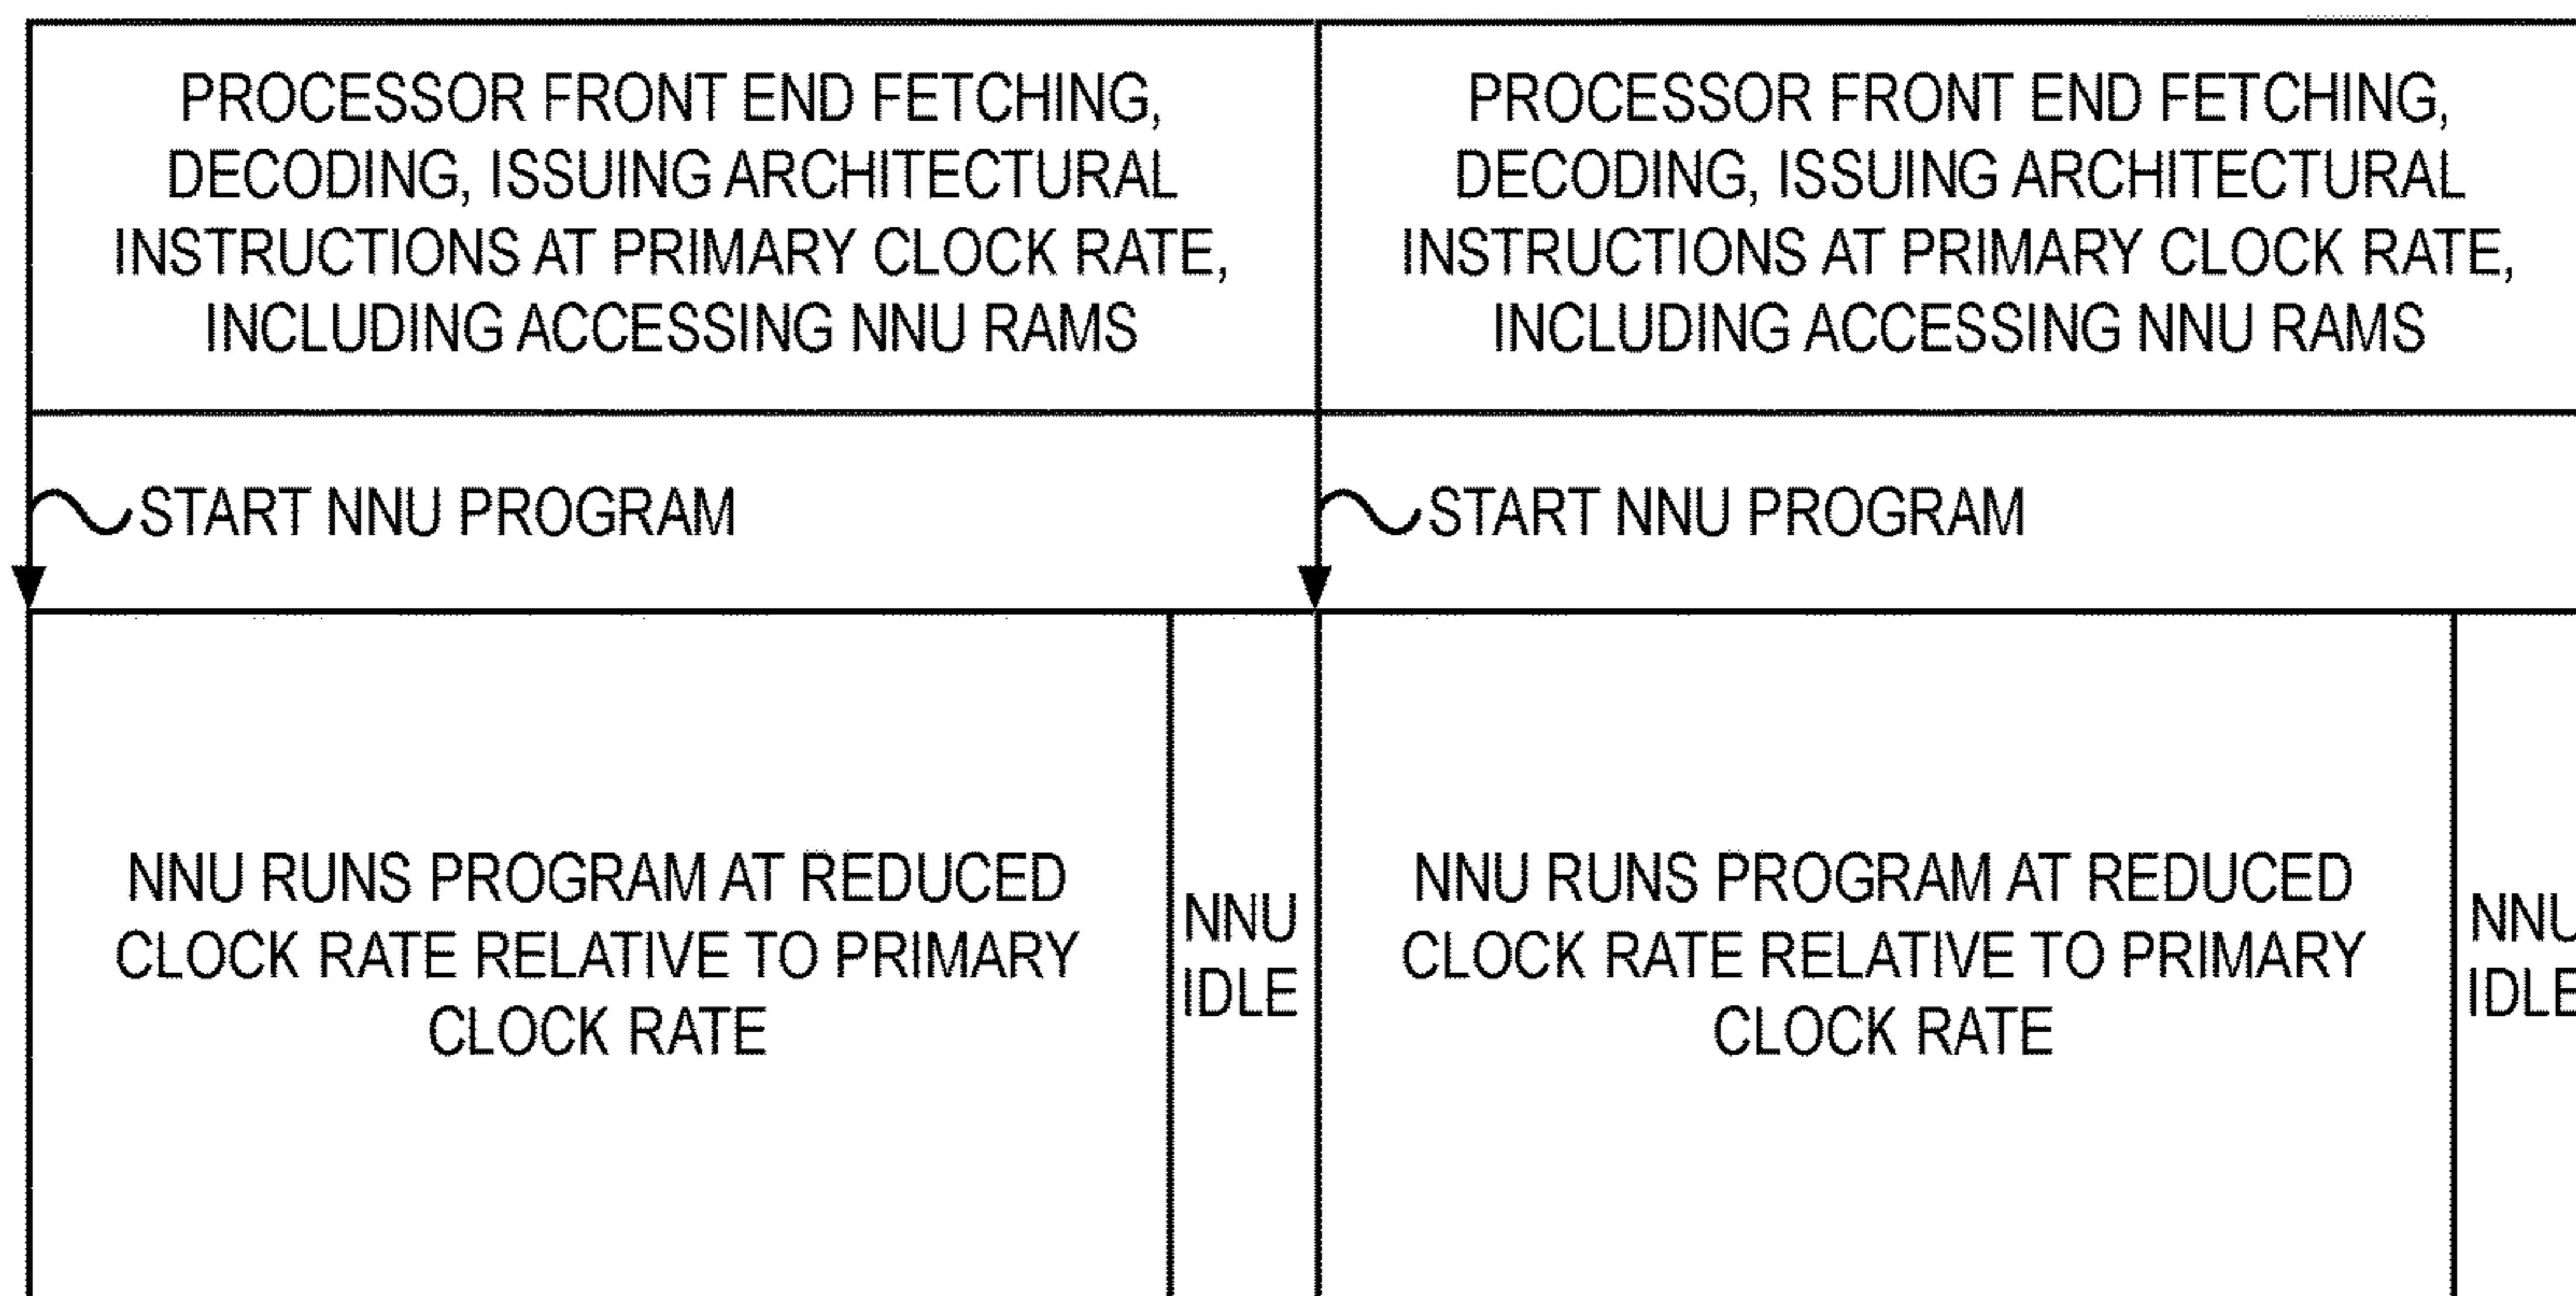 PROCESSOR FRONT END FETCHING,
DECODING, ISSUING ARCHITECTURAL
INSTRUCTIONS AT PRIMARY CLOCK RATE,
INCLUDING ACCESSING NNU RAMS
PROCESSOR FRONT END FETCHING,
DECODING, ISSUING ARCHITECTURAL
INSTRUCTIONS AT PRIMARY CLOCK RATE,
INCLUDING ACCESSING NNU RAMS
START NNU PROGRAM
START NNU PROGRAM
NNU RUNS PROGRAM AT REDUCED
CLOCK RATE RELATIVE TO PRIMARY
CLOCK RATE
NNU
IDLE
NNU RUNS PROGRAM AT REDUCED
CLOCK RATE RELATIVE TO PRIMARY
CLOCK RATE
NNU
IDLE